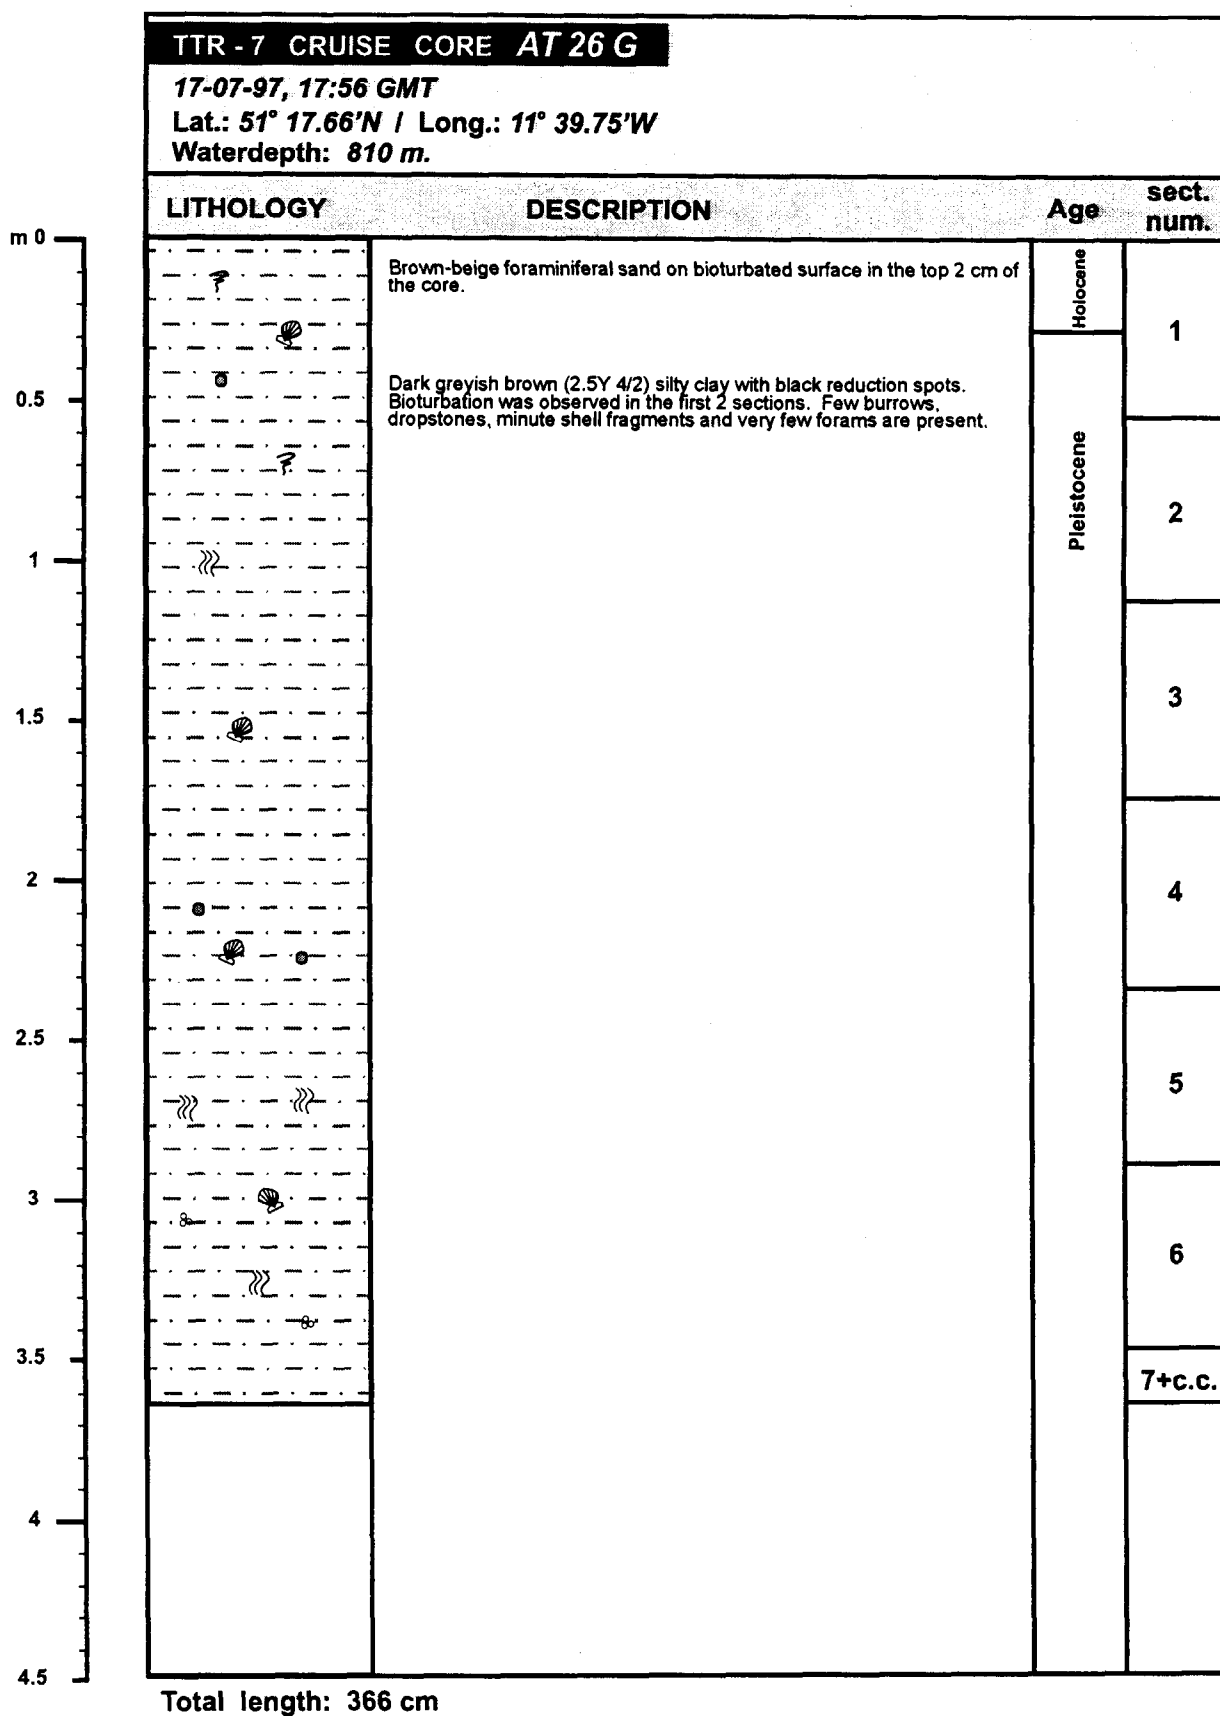 TTR - 7 CRUISE CORE AT 26 G
17-07-97, 17:56 GMT
Lat.: 51° 17.66'N / Long.: 11° 39.75'W
Waterdepth: 810 m.
LITHOLOGY DESCRIPTION Age sect. num.
m 0
Brown-beige foraminiferal sand on bioturbated surface in the top 2 cm of
the core.
Holocene
1
Dark greyish brown (2.5Y 4/2) silty clay with black reduction spots.
Bioturbation was observed in the first 2 sections. Few burrows,
dropstones, minute shell fragments and very few forams are present.
0.5
Pleistocene
2
1
3
1.5
2
4
2.5
5
3
6
3.5
7+c.c.
4
4.5
Total length: 366 cm